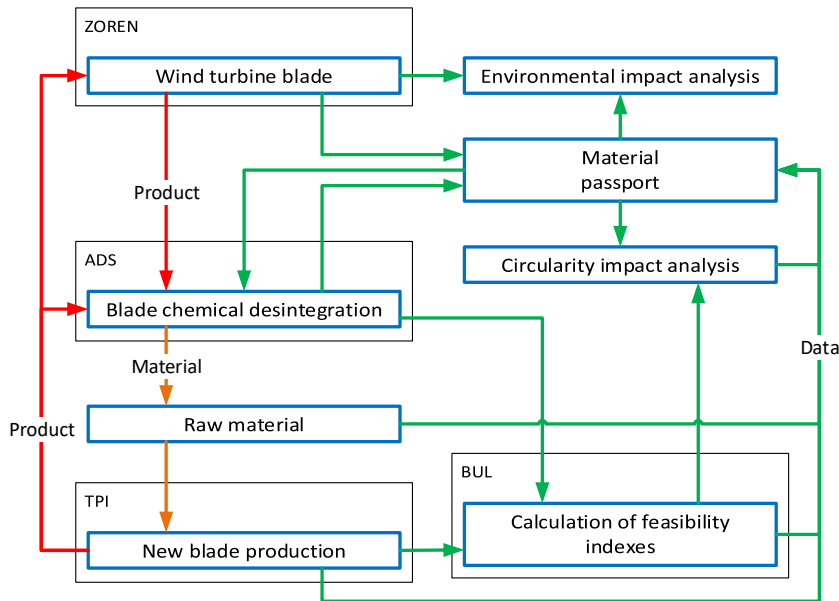 ZOREN
Wind turbine blade
Environmental impact analysis
Material
passport
Product
ADS
Circularity impact analysis
Blade chemical desintegration
Data
Material
Raw material
Product
BUL
TPI
Calculation of feasibility
indexes
New blade production